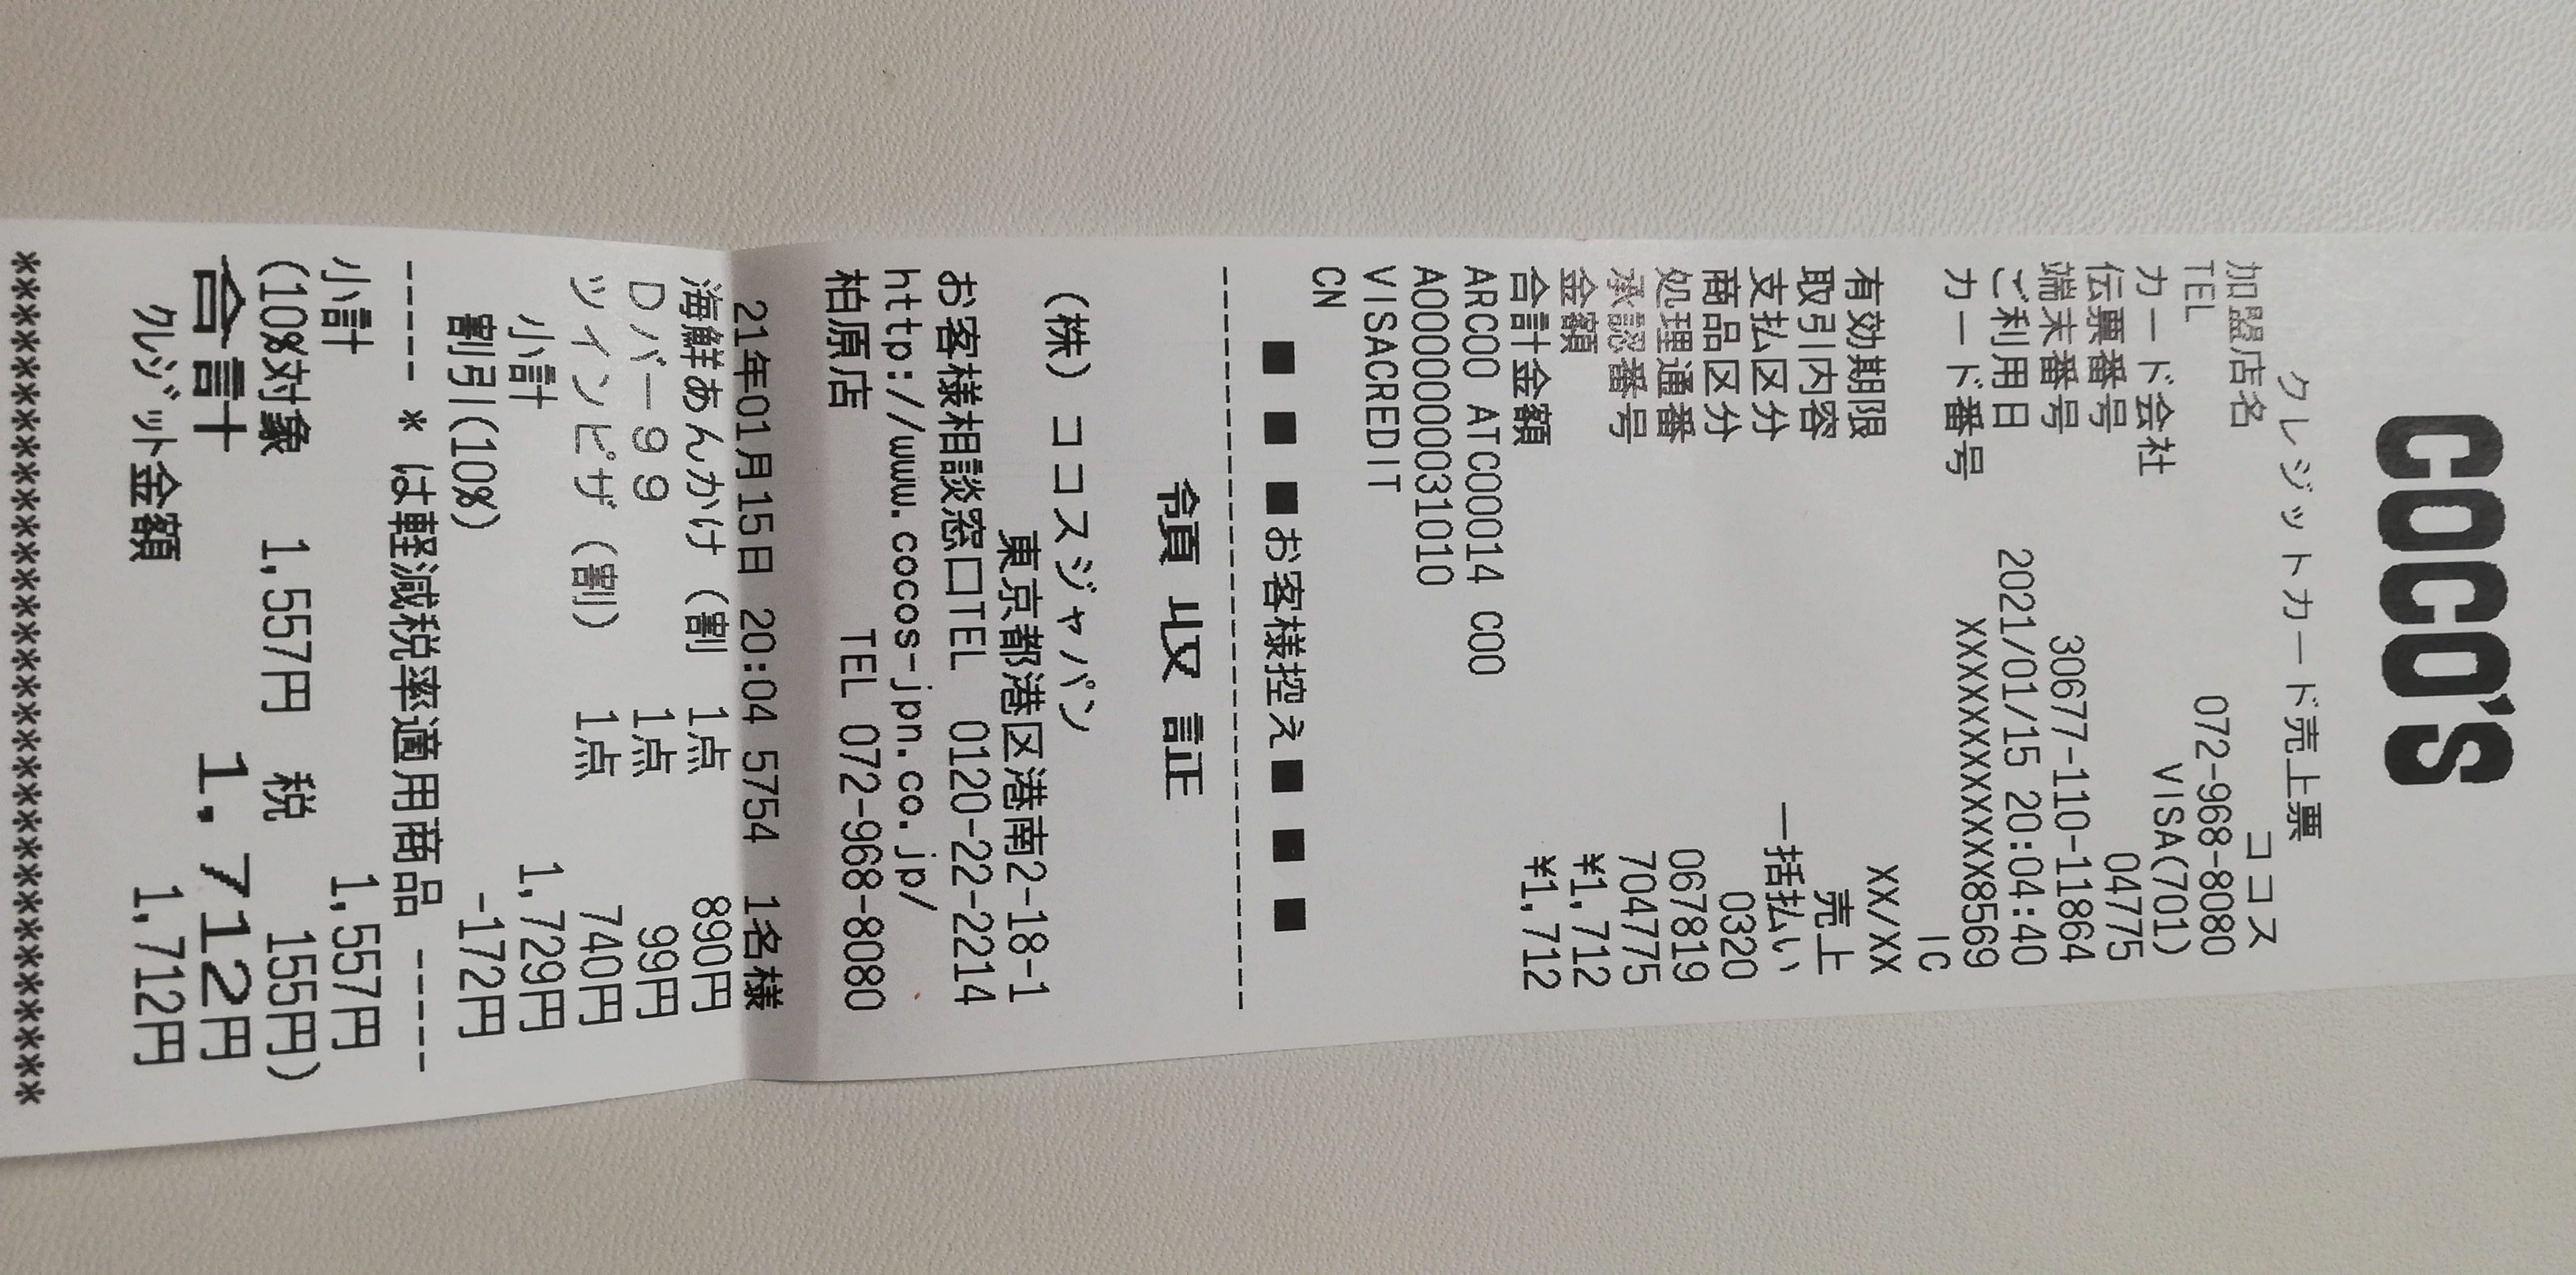 COCO'S
クレジットカード売上票
加盟店名 ココス
TEL 072-968-8080
カード会社 VISA(701)
伝票番号 04775
端末番号 30677-110-11864
ご利用日 2021/01/15 20:04:40
カード番号 XXXXXXXXXXXX8569
IC
有効期限 XX/XX
取引内容 売上
支払区分 一括払い
商品区分 0320
処理通番 067819
承認番号 704775
金額 ¥1,712
合計金額 ¥1,712
ARC00 ATC00014 C00
A0000000031010
VISACREDIT
CN
■ ■ ■お客様控え■ ■ ■
--------------------------------
領 収 証
(株) ココスジャパン
東京都港区港南2-18-1
お客様相談窓口TEL 0120-22-2214
http://www.cocos-jpn.co.jp/
柏原店 TEL 072-968-8080
21年01月15日 20:04 5754 1名様
海鮮あんかけ (割 1点 890円
Dバー99 1点 99円
ツインピザ (割) 1点 740円
小計 1,729円
割引(10%) -172円
----- * は軽減税率適用商品 -----
小計 1,557円
(10%対象 1,557円 税 155円)
合計 1,712円
クレジット金額 1,712円
********************************